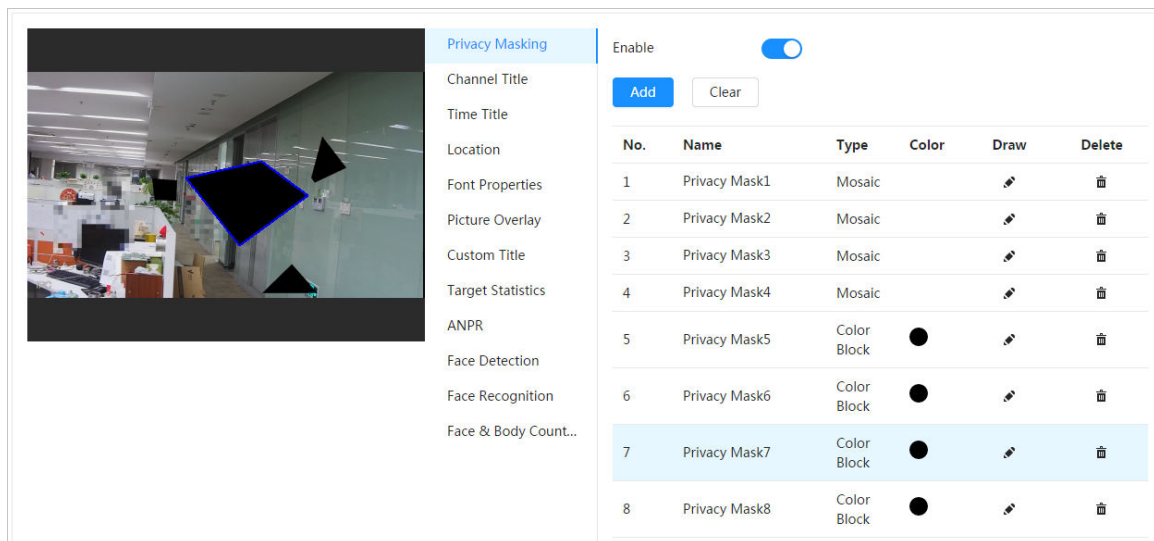 Privacy Masking
Channel Title
Time Title
Location
Font Properties
Picture Overlay
Custom Title
Target Statistics
ANPR
Face Detection
Face Recognition
Face & Body Count...
Enable
Add Clear
No. Name Type Color Draw Delete
1 Privacy Mask1 Mosaic
2 Privacy Mask2 Mosaic
3 Privacy Mask3 Mosaic
4 Privacy Mask4 Mosaic
5 Privacy Mask5 Color
Block
6 Privacy Mask6 Color
Block
7 Privacy Mask7 Color
Block
8 Privacy Mask8 Color
Block